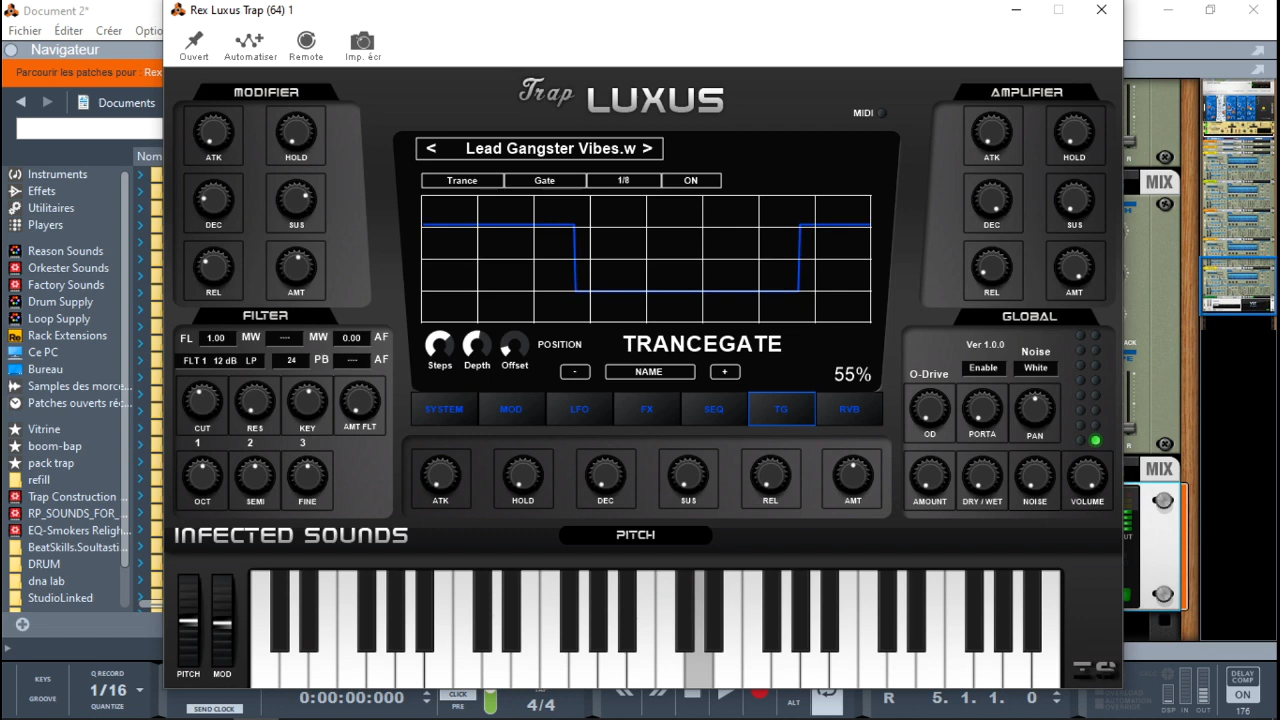 Document 2*
Fichier Éditer Créer Optio
Navigateur
Parcourir les patches pour : Rex
Documents
Nom
Instruments
Effets
Utilitaires
Players
Reason Sounds
Orkester Sounds
Factory Sounds
Drum Supply
Loop Supply
Rack Extensions
Ce PC
Bureau
Samples des morce...
Patches ouverts réc...
Vitrine
boom-bap
pack trap
refill
Trap Construction ...
RP_SOUNDS_FOR_...
EQ-Smokers Religh...
BeatSkills.Soultasti...
DRUM
dna lab
StudioLinked
Rex Luxus Trap (64) 1
Ouvert Automatiser Remote Imp. écr
Trap LUXUS
MIDI
MODIFIER
ATK HOLD
DEC SUS
REL AMT
FILTER
FL 1.00 MW ---- MW 0.00 AF
FLT 1 12 dB LP 24 PB ---- AF
CUT RES KEY AMT FLT
1 2 3
OCT SEMI FINE
< Lead Gangster Vibes.w >
Trance Gate 1/8 ON
TRANCEGATE
Steps Depth Offset
POSITION
- NAME +
55%
SYSTEM MOD LFO FX SEQ TG RVB
ATK HOLD DEC SUS REL AMT
AMPLIFIER
ATK HOLD
DEC SUS
REL AMT
GLOBAL
Ver 1.0.0
Noise
O-Drive Enable White
OD PORTA PAN
AMOUNT DRY / WET NOISE VOLUME
INFECTED SOUNDS
PITCH
PITCH MOD
IS
MIX
MIX
R
R
KEYS
GROOVE
Q RECORD
1/16
QUANTIZE
SEND CLOCK
0:00:00:000
CLICK
PRE
4/4
ALT
R 5. 1. 1. 0
OVERLOAD
AUTOMATION
OVERRIDE
DSP IN OUT
DELAY
COMP
ON
176